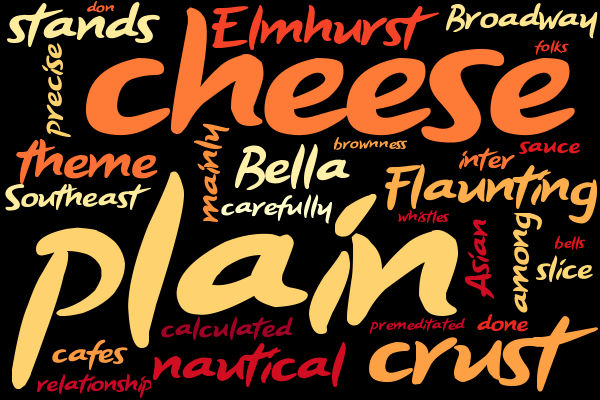 don
stands
Elmhurst
Broadway
folks
precise
cheese
brownness
sauce
theme
mainly
Bella
inter
Flaunting
Southeast
carefully
whistles
plain
Asian
among
bells
slice
calculated
premeditated
done
cafes
nautical
crust
relationship